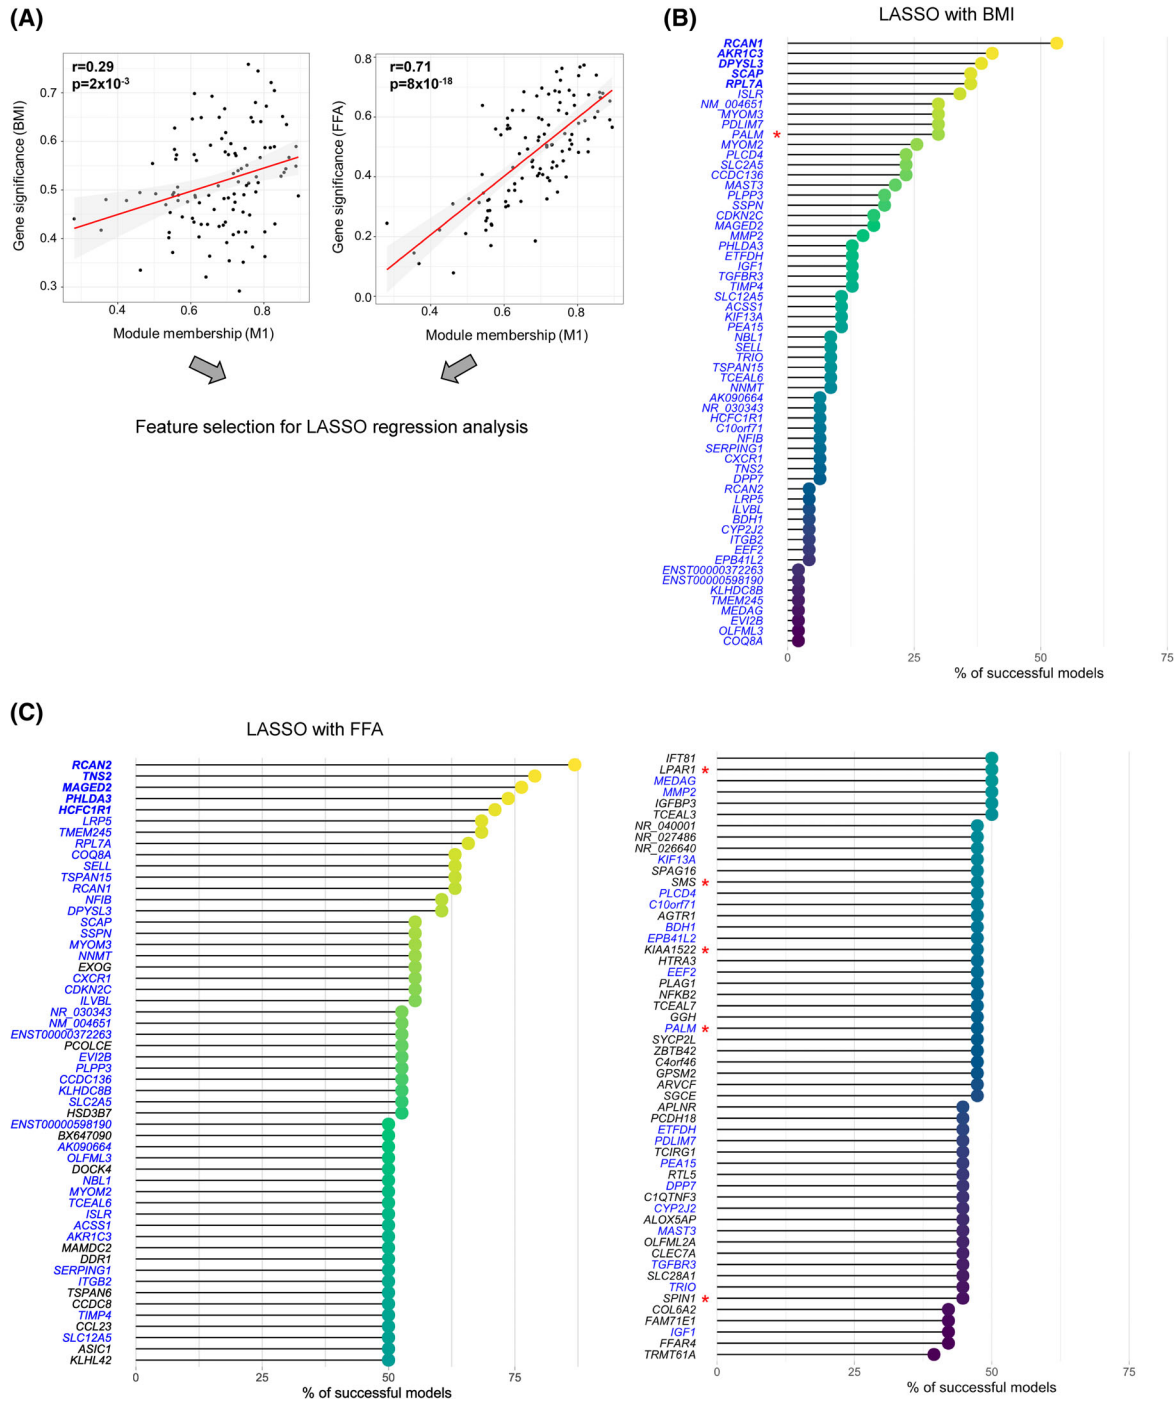 (A)
r=0.29
p=2x10-3
0.7
0.6
0.5
0.4
0.3
Gene significance (BMI)
0.4
0.6
0.8
Module membership (M1)
r=0.71
p=8x10-18
0.8
0.6
0.4
0.2
0.0
Gene significance (FFA)
0.4
0.6
0.8
Module membership (M1)
Feature selection for LASSO regression analysis
(B)
LASSO with BMI
RCAN1
AKR1C3
DPYSL3
SCAP
RPL7A
ISLR
NM_004651
MYOM3
PDLIM7
PALM *
MYOM2
PLCD4
SLC2A5
CCDC136
MAST3
PLPP3
SSPN
CDKN2C
MAGED2
MMP2
PHLDA3
ETFDH
IGF1
TGFBR3
TIMP4
SLC12A5
ACSS1
KIF13A
PEA15
NBL1
SELL
TRIO
TSPAN15
TCEAL6
NNMT
AK090664
NR_030343
HCFC1R1
C10orf71
NFIB
SERPING1
CXCR1
TNS2
DPP7
RCAN2
LRP5
ILVBL
BDH1
CYP2J2
ITGB2
EEF2
EPB41L2
ENST00000372263
ENST00000598190
KLHDC8B
TMEM245
MEDAG
EVI2B
OLFML3
COQ8A
0
25
50
75
% of successful models
(C)
LASSO with FFA
RCAN2
TNS2
MAGED2
PHLDA3
HCFC1R1
LRP5
TMEM245
RPL7A
COQ8A
SELL
TSPAN15
RCAN1
NFIB
DPYSL3
SCAP
SSPN
MYOM3
NNMT
EXOG
CXCR1
CDKN2C
ILVBL
NR_030343
NM_004651
ENST00000372263
PCOLCE
EVI2B
PLPP3
CCDC136
KLHDC8B
SLC2A5
HSD3B7
ENST00000598190
BX647090
AK090664
OLFML3
DOCK4
NBL1
MYOM2
TCEAL6
ISLR
ACSS1
AKR1C3
MAMDC2
DDR1
SERPING1
ITGB2
TSPAN6
CCDC8
TIMP4
CCL23
SLC12A5
ASIC1
KLHL42
0
25
50
75
% of successful models
IFT81
LPAR1 *
MEDAG
MMP2
IGFBP3
TCEAL3
NR_040001
NR_027486
NR_026640
KIF13A
SPAG16
SMS *
PLCD4
C10orf71
AGTR1
BDH1
EPB41L2
KIAA1522 *
HTRA3
EEF2
PLAG1
NFKB2
TCEAL7
GGH
PALM *
SYCP2L
ZBTB42
C4orf46
GPSM2
ARVCF
SGCE
APLNR
PCDH18
ETFDH
PDLIM7
TCIRG1
PEA15
RTL5
DPP7
C1QTNF3
CYP2J2
ALOX5AP
MAST3
OLFML2A
CLEC7A
TGFBR3
SLC28A1
TRIO
SPIN1 *
COL6A2
FAM71E1
IGF1
FFAR4
TRMT61A
0
25
50
75
% of successful models